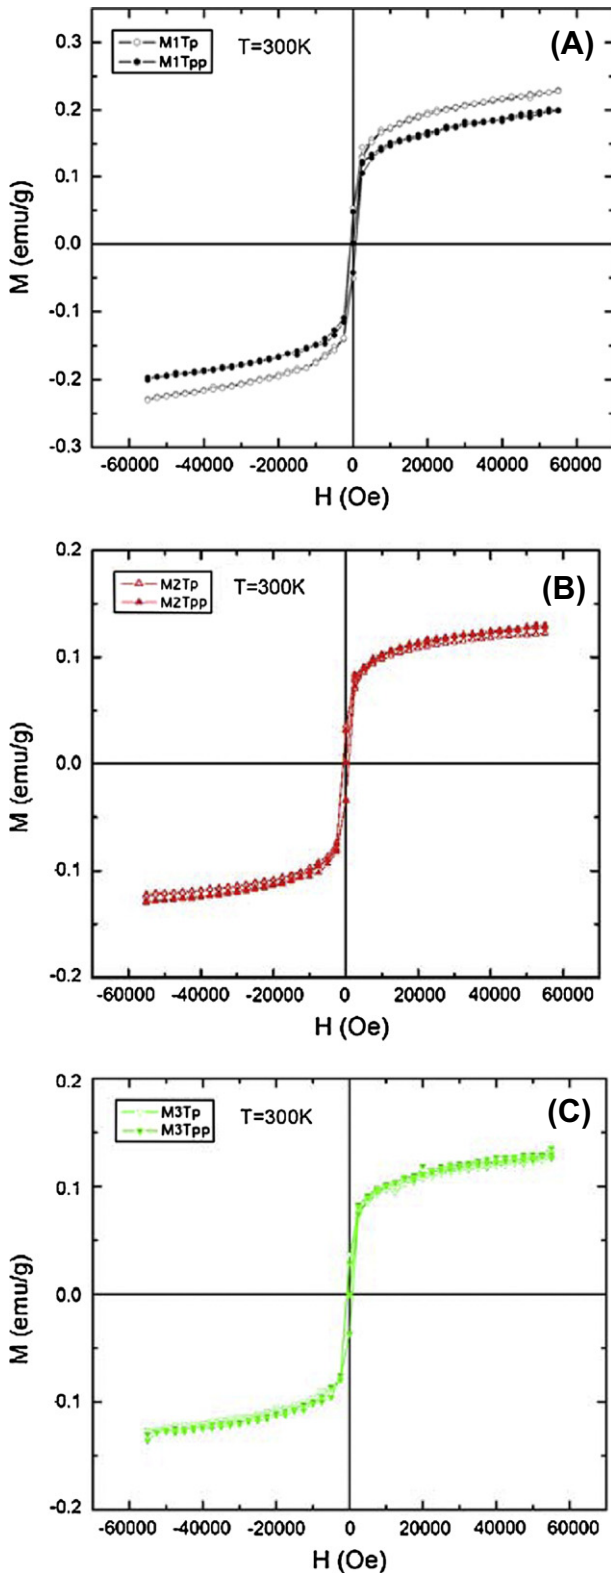 (A)
M1Tp
M1Tpp
T=300K
M (emu/g)
0.3
0.2
0.1
0.0
-0.1
-0.2
-0.3
-60000 -40000 -20000 0 20000 40000 60000
H (Oe)
(B)
M2Tp
M2Tpp
T=300K
M (emu/g)
0.2
0.1
0.0
-0.1
-0.2
-60000 -40000 -20000 0 20000 40000 60000
H (Oe)
(C)
M3Tp
M3Tpp
T=300K
M (emu/g)
0.2
0.1
0.0
-0.1
-0.2
-60000 -40000 -20000 0 20000 40000 60000
H (Oe)